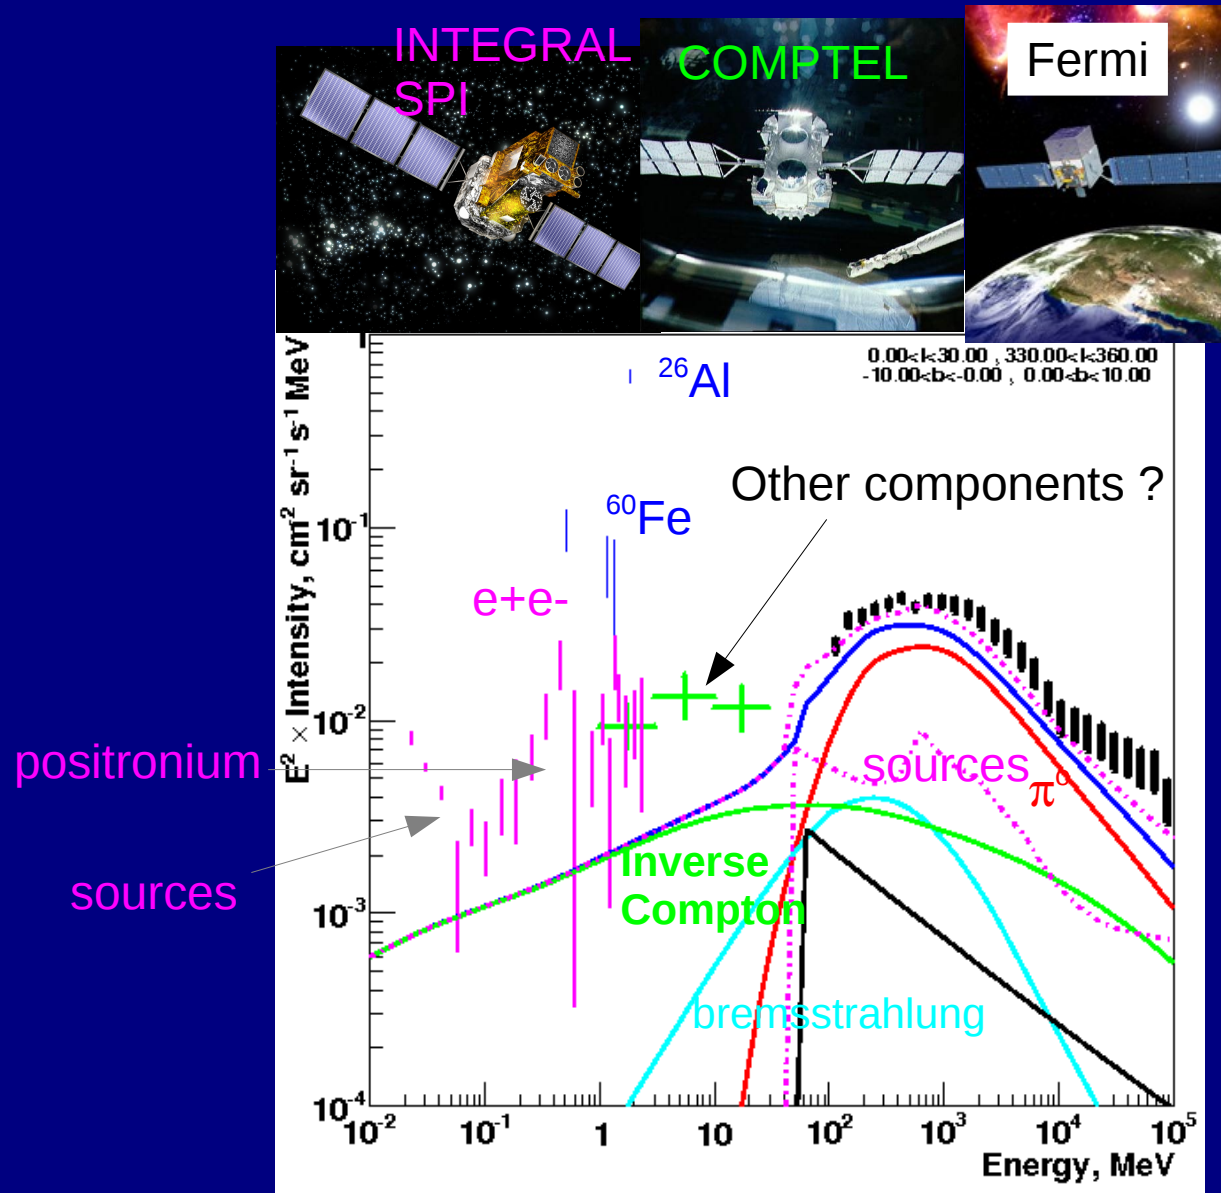 INTEGRAL
SPI
COMPTEL
Fermi
0.00<l<30.00 , 330.00<l<360.00
-10.00<b<-0.00 , 0.00<b<10.00
²⁶Al
Other components ?
⁶⁰Fe
e+e-
positronium
sources
sources
π⁰
Inverse
Compton
bremsstrahlung
E² × Intensity, cm⁻² sr⁻¹ s⁻¹ MeV
1
10⁻¹
10⁻²
10⁻³
10⁻⁴
10⁻² 10⁻¹ 1 10 10² 10³ 10⁴ 10⁵
Energy, MeV